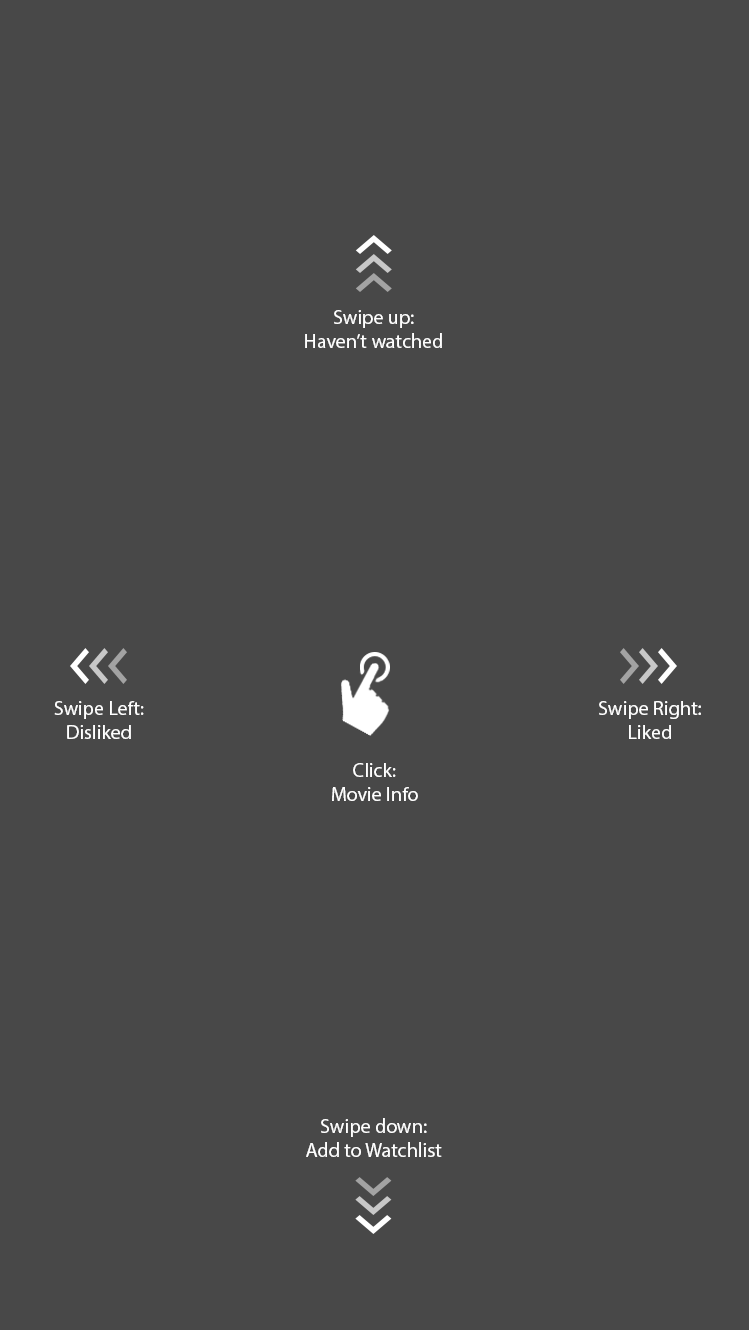 Swipe up:
Haven’t watched
Swipe Left:
Disliked
Click:
Movie Info
Swipe Right:
Liked
Swipe down:
Add to Watchlist